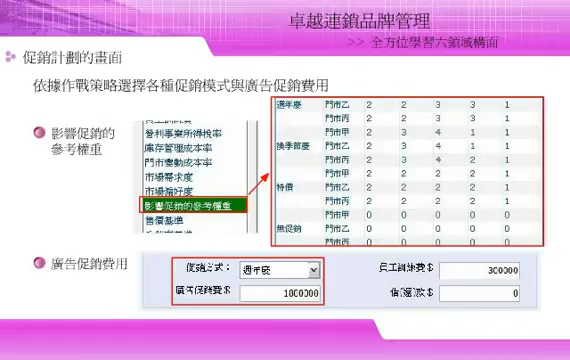 卓越連鎖品牌管理
>> 全方位學習六領域構面
促銷計劃的畫面
依據作戰策略選擇各種促銷模式與廣告促銷費用
影響促銷的
參考權重
營利事業所得稅率
庫存管理成本率
門市變動成本率
市場需求度
市場偏好度
影響促銷的參考權重
售價基準
週年慶 門市乙 2 2 3 3 1
門市丙 2 2 3 3 1
門市甲 2 3 4 1 1
換季節慶 門市乙 2 3 4 2 1
門市丙 2 3 4 2 1
門市甲 2 2 2 2 1
特價 門市乙 2 2 2 2 1
門市丙 2 2 2 2 1
門市甲 0 0 0 0 0
無促銷 門市乙 0 0 0 0 0
門市丙 0 0 0 0 0
廣告促銷費用
促銷方式： 週年慶 員工訓練費$ 300000
廣告促銷費$ 1000000 借(還)款$ 0